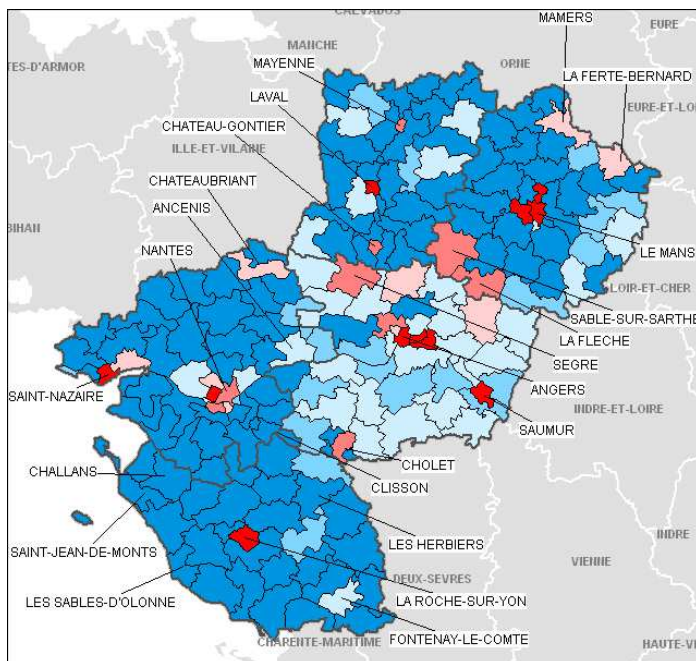 CALVADOS
MAMERS
EURE
MANCHE
ORNE
MAYENNE
TES-D'ARMOR
LA FERTE-BERNARD
LAVAL
EURE-ET-LOI
CHATEAU-GONTIER
ILLE-ET-VILAINE
CHATEAUBRIANT
ANCENIS
BIHAN
NANTES
LE MANS
LOIR-ET-CHER
SABLE-SUR-SARTHE
LA FLECHE
SEGRE
SAINT-NAZAIRE
ANGERS
INDRE-ET-LOIRE
SAUMUR
CHOLET
CHALLANS
CLISSON
INDRE
SAINT-JEAN-DE-MONTS
LES HERBIERS
VIENNE
DEUX-SEVRES
LES SABLES-D'OLONNE
LA ROCHE-SUR-YON
FONTENAY-LE-COMTE
CHARENTE-MARITIME
HAUTE-VI